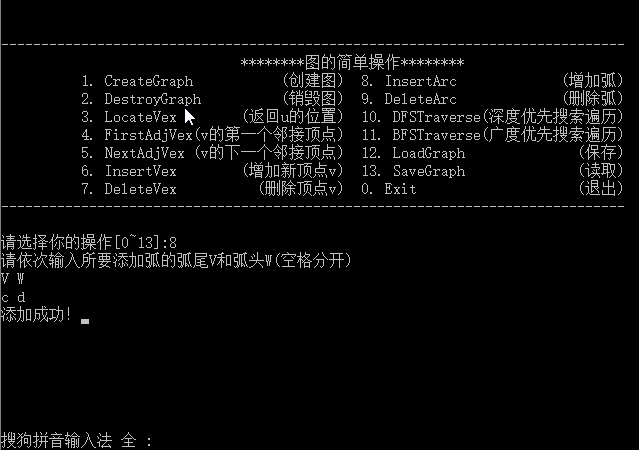 --------------------------------------------------------------------------------
********图的简单操作********
1. CreateGraph (创建图) 8. InsertArc (增加弧)
2. DestroyGraph (销毁图) 9. DeleteArc (删除弧)
3. LocateVex (返回u的位置) 10. DFSTraverse(深度优先搜索遍历)
4. FirstAdjVex(v的第一个邻接顶点) 11. BFSTraverse(广度优先搜索遍历)
5. NextAdjVex (v的下一个邻接顶点) 12. LoadGraph (保存)
6. InsertVex (增加新顶点v) 13. SaveGraph (读取)
7. DeleteVex (删除顶点v) 0. Exit (退出)
--------------------------------------------------------------------------------
请选择你的操作[0~13]:8
请依次输入所要添加弧的弧尾V和弧头W(空格分开)
V W
c d
添加成功! _
搜狗拼音输入法 全 :